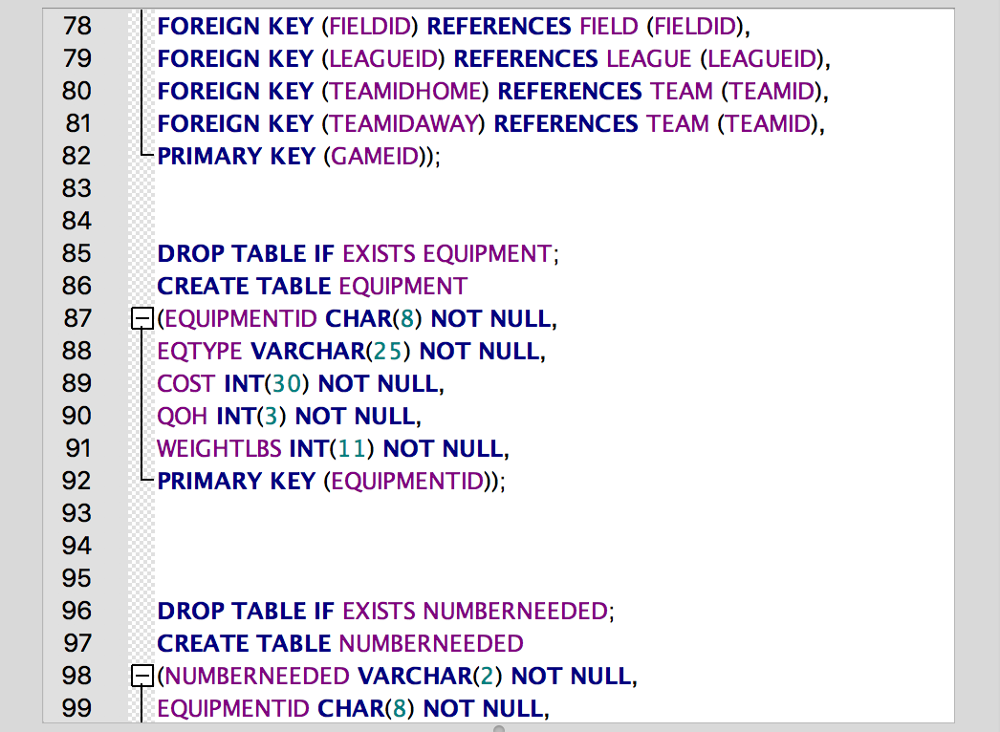 78 FOREIGN KEY (FIELDID) REFERENCES FIELD (FIELDID),
79 FOREIGN KEY (LEAGUEID) REFERENCES LEAGUE (LEAGUEID),
80 FOREIGN KEY (TEAMIDHOME) REFERENCES TEAM (TEAMID),
81 FOREIGN KEY (TEAMIDAWAY) REFERENCES TEAM (TEAMID),
82 PRIMARY KEY (GAMEID));
83
84
85 DROP TABLE IF EXISTS EQUIPMENT;
86 CREATE TABLE EQUIPMENT
87 (EQUIPMENTID CHAR(8) NOT NULL,
88 EQTYPE VARCHAR(25) NOT NULL,
89 COST INT(30) NOT NULL,
90 QOH INT(3) NOT NULL,
91 WEIGHTLBS INT(11) NOT NULL,
92 PRIMARY KEY (EQUIPMENTID));
93
94
95
96 DROP TABLE IF EXISTS NUMBERNEEDED;
97 CREATE TABLE NUMBERNEEDED
98 (NUMBERNEEDED VARCHAR(2) NOT NULL,
99 EQUIPMENTID CHAR(8) NOT NULL,